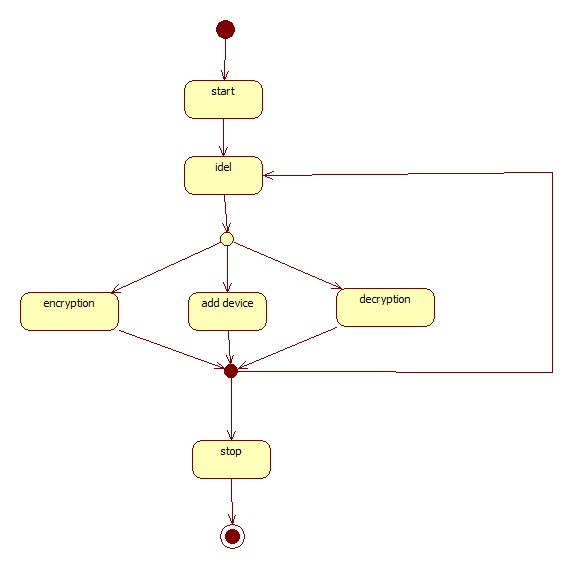 start
idel
encryption
add device
decryption
stop